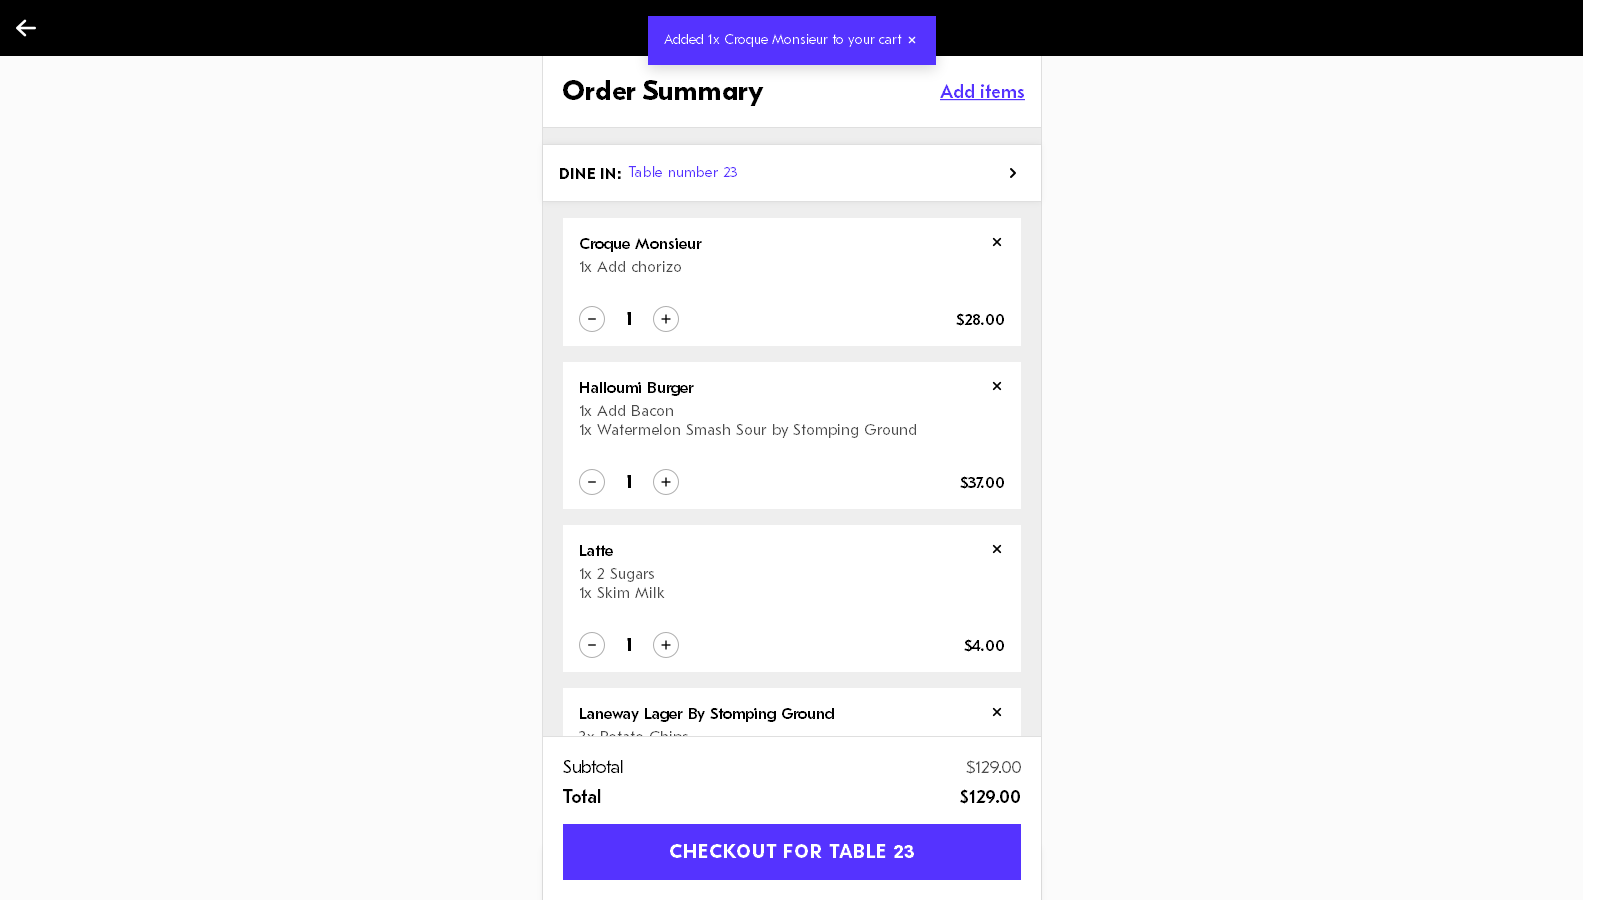 Added 1x Croque Monsieur to your cart ×
Order Summary
Add items
DINE IN: Table number 23
Croque Monsieur
1x Add chorizo
1
$28.00
Halloumi Burger
1x Add Bacon
1x Watermelon Smash Sour by Stomping Ground
1
$37.00
Latte
1x 2 Sugars
1x Skim Milk
1
$4.00
Laneway Lager By Stomping Ground
Potato Chips
Subtotal
$129.00
Total
$129.00
CHECKOUT FOR TABLE 23